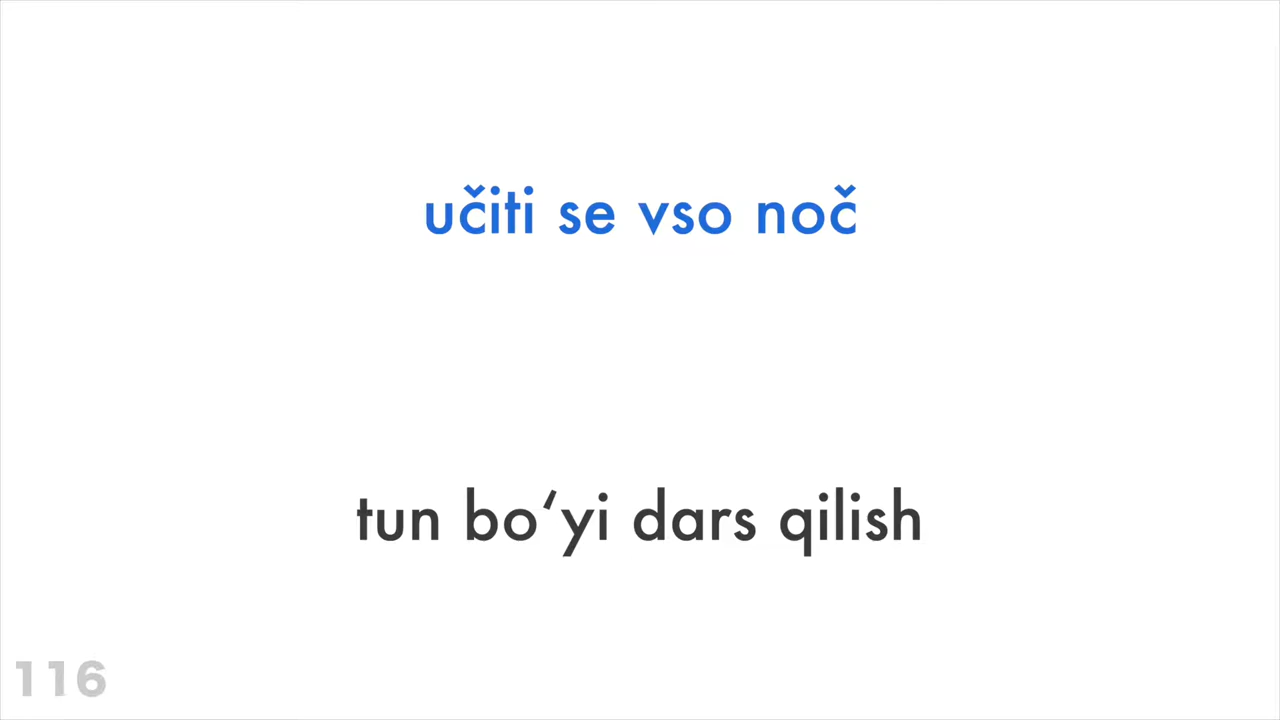 učiti se vso noč
tun bo‘yi dars qilish
116